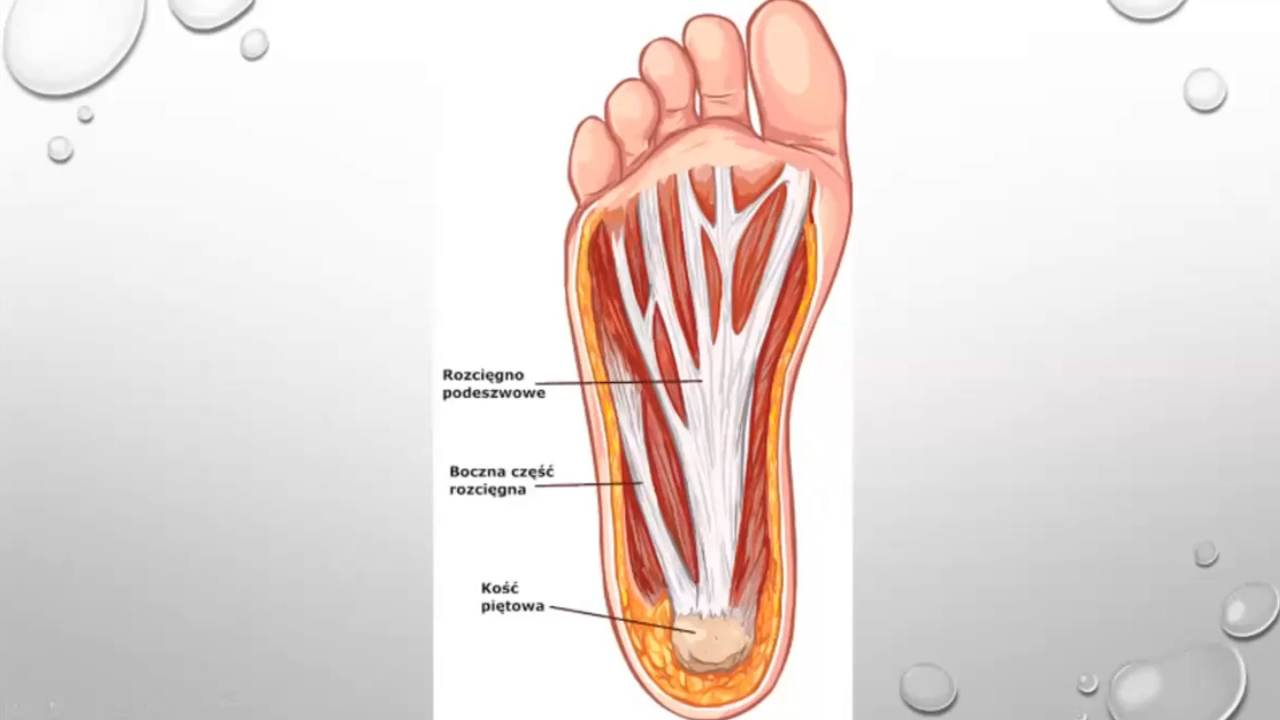 Rozcięgno
podeszwowe
Boczna część
rozcięgna
Kość
piętowa